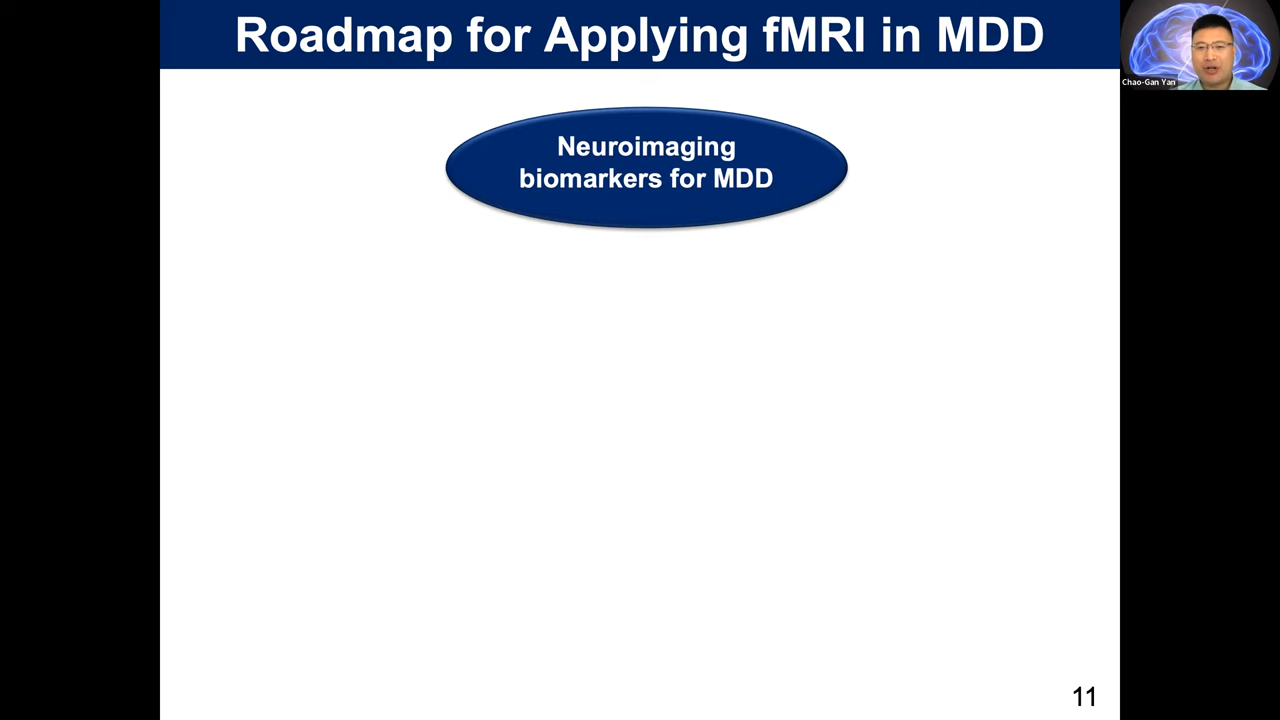 Roadmap for Applying fMRI in MDD
Chao-Gan Yan
Neuroimaging
biomarkers for MDD
11